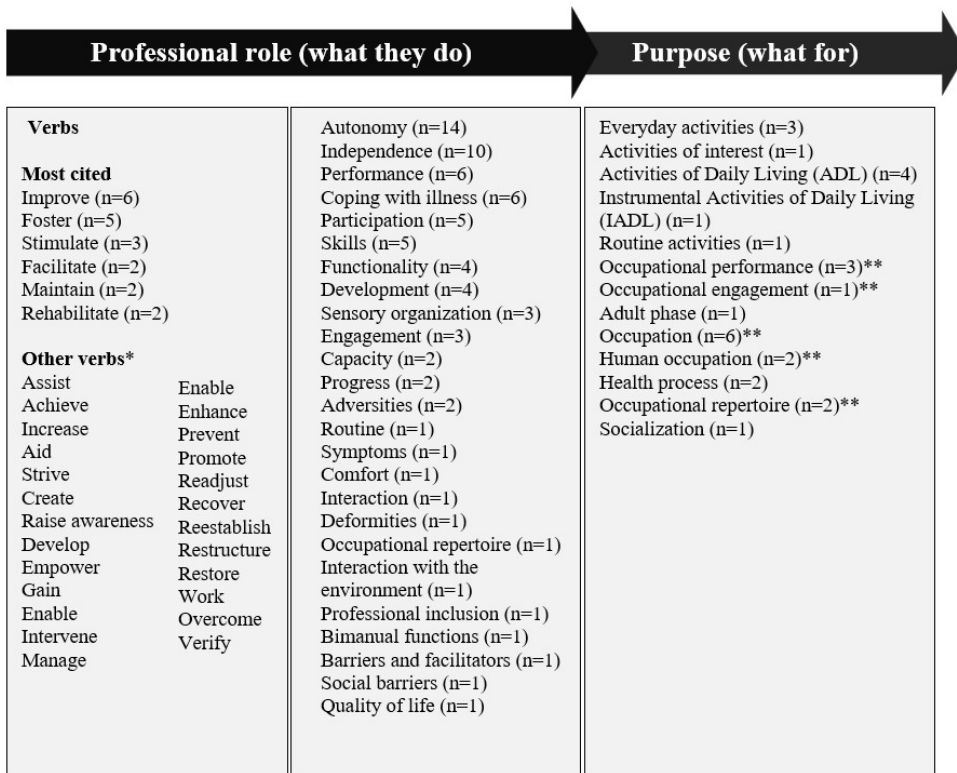 Professional role (what they do)
Purpose (what for)
Verbs
Most cited
Improve (n=6)
Foster (n=5)
Stimulate (n=3)
Facilitate (n=2)
Maintain (n=2)
Rehabilitate (n=2)
Other verbs*
Assist
Achieve
Increase
Aid
Strive
Create
Raise awareness
Develop
Empower
Gain
Enable
Intervene
Manage
Enable
Enhance
Prevent
Promote
Readjust
Recover
Reestablish
Restructure
Restore
Work
Overcome
Verify
Autonomy (n=14)
Independence (n=10)
Performance (n=6)
Coping with illness (n=6)
Participation (n=5)
Skills (n=5)
Functionality (n=4)
Development (n=4)
Sensory organization (n=3)
Engagement (n=3)
Capacity (n=2)
Progress (n=2)
Adversities (n=2)
Routine (n=1)
Symptoms (n=1)
Comfort (n=1)
Interaction (n=1)
Deformities (n=1)
Occupational repertoire (n=1)
Interaction with the
environment (n=1)
Professional inclusion (n=1)
Bimanual functions (n=1)
Barriers and facilitators (n=1)
Social barriers (n=1)
Quality of life (n=1)
Everyday activities (n=3)
Activities of interest (n=1)
Activities of Daily Living (ADL) (n=4)
Instrumental Activities of Daily Living
(IADL) (n=1)
Routine activities (n=1)
Occupational performance (n=3)**
Occupational engagement (n=1)**
Adult phase (n=1)
Occupation (n=6)**
Human occupation (n=2)**
Health process (n=2)
Occupational repertoire (n=2)**
Socialization (n=1)